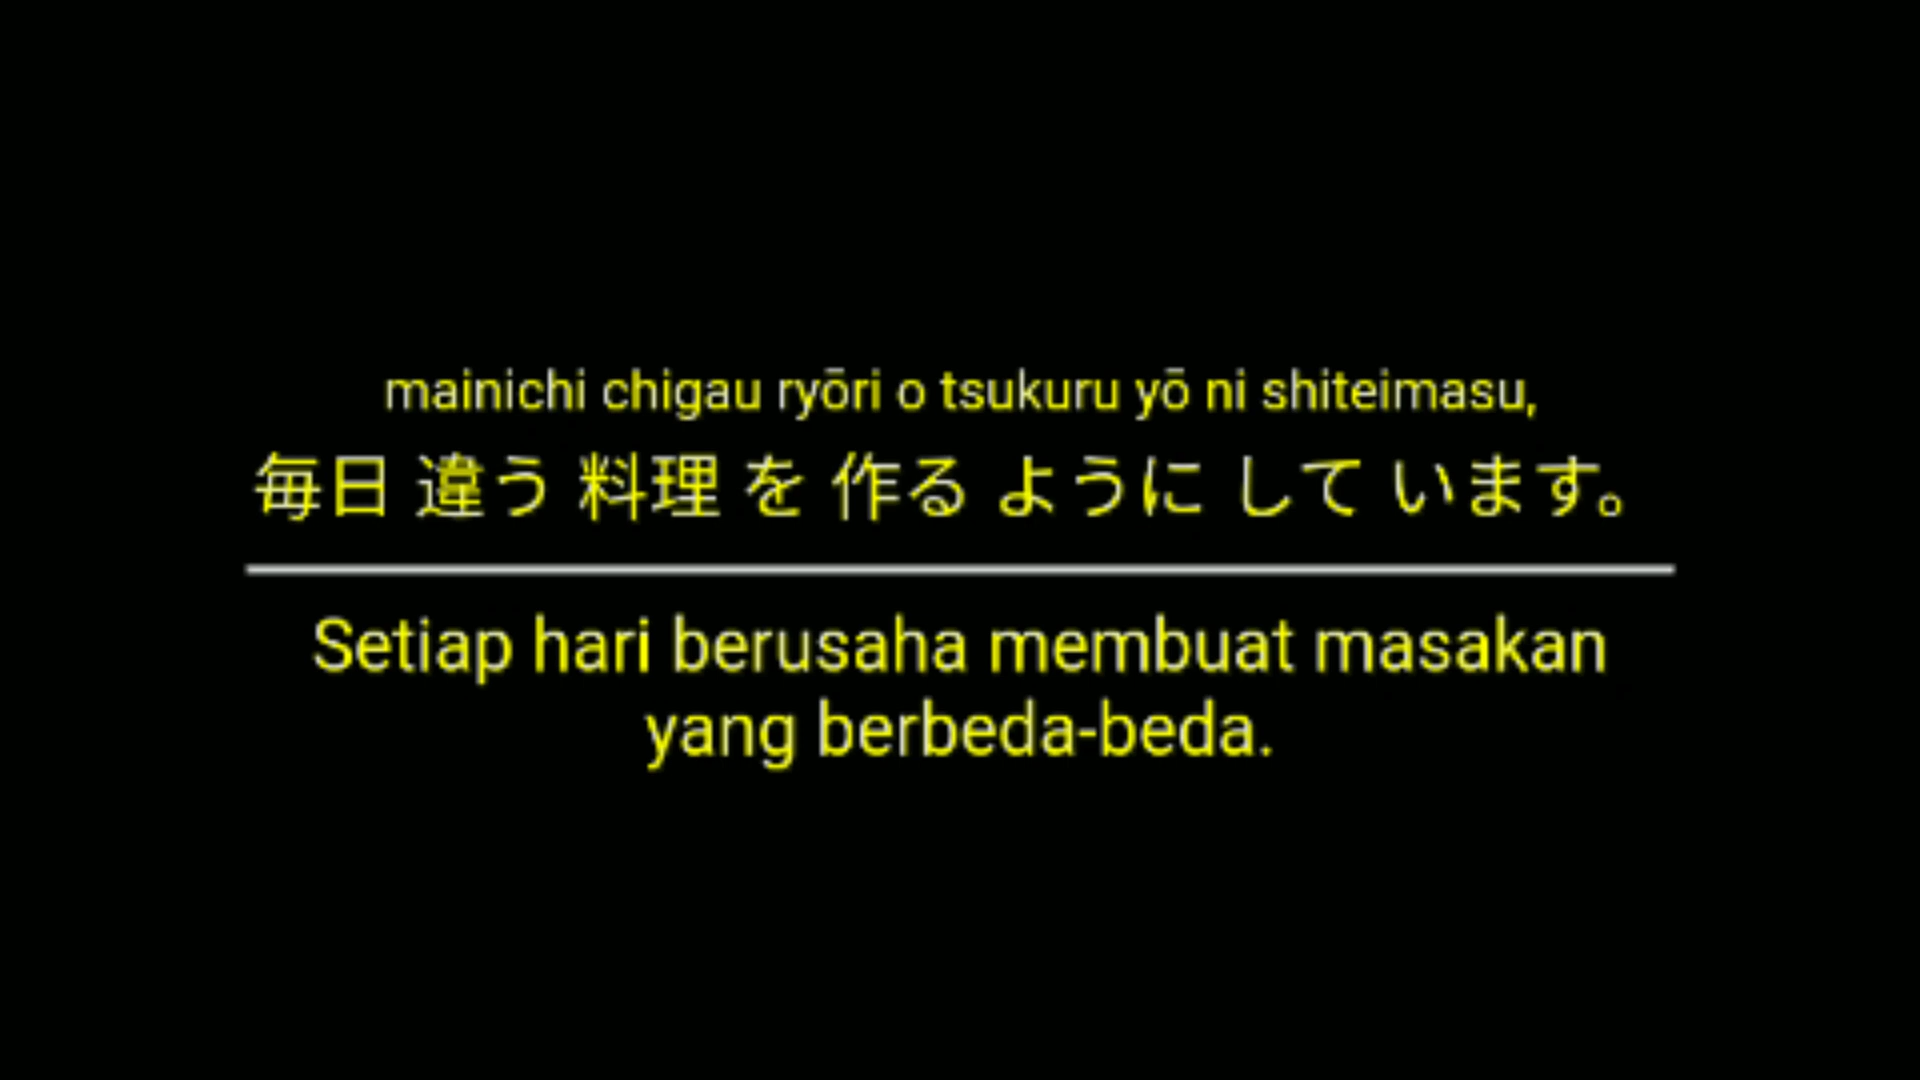 mainichi chigau ryōri o tsukuru yō ni shiteimasu,
毎日 違う 料理 を 作る ように して います。
Setiap hari berusaha membuat masakan
yang berbeda-beda.